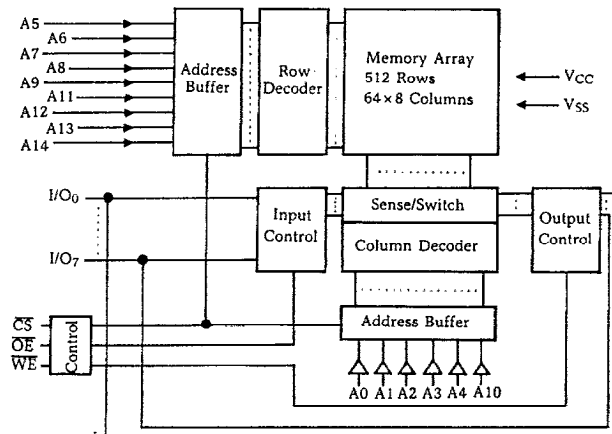 A5
A6
A7
A8
A9
A11
A12
A13
A14
Address
Buffer
Row
Decoder
Memory Array
512 Rows
64×8 Columns
VCC
VSS
I/O0
I/O7
Input
Control
Sense/Switch
Column Decoder
Output
Control
Address Buffer
CS
OE
WE
Control
A0 A1 A2 A3 A4 A10